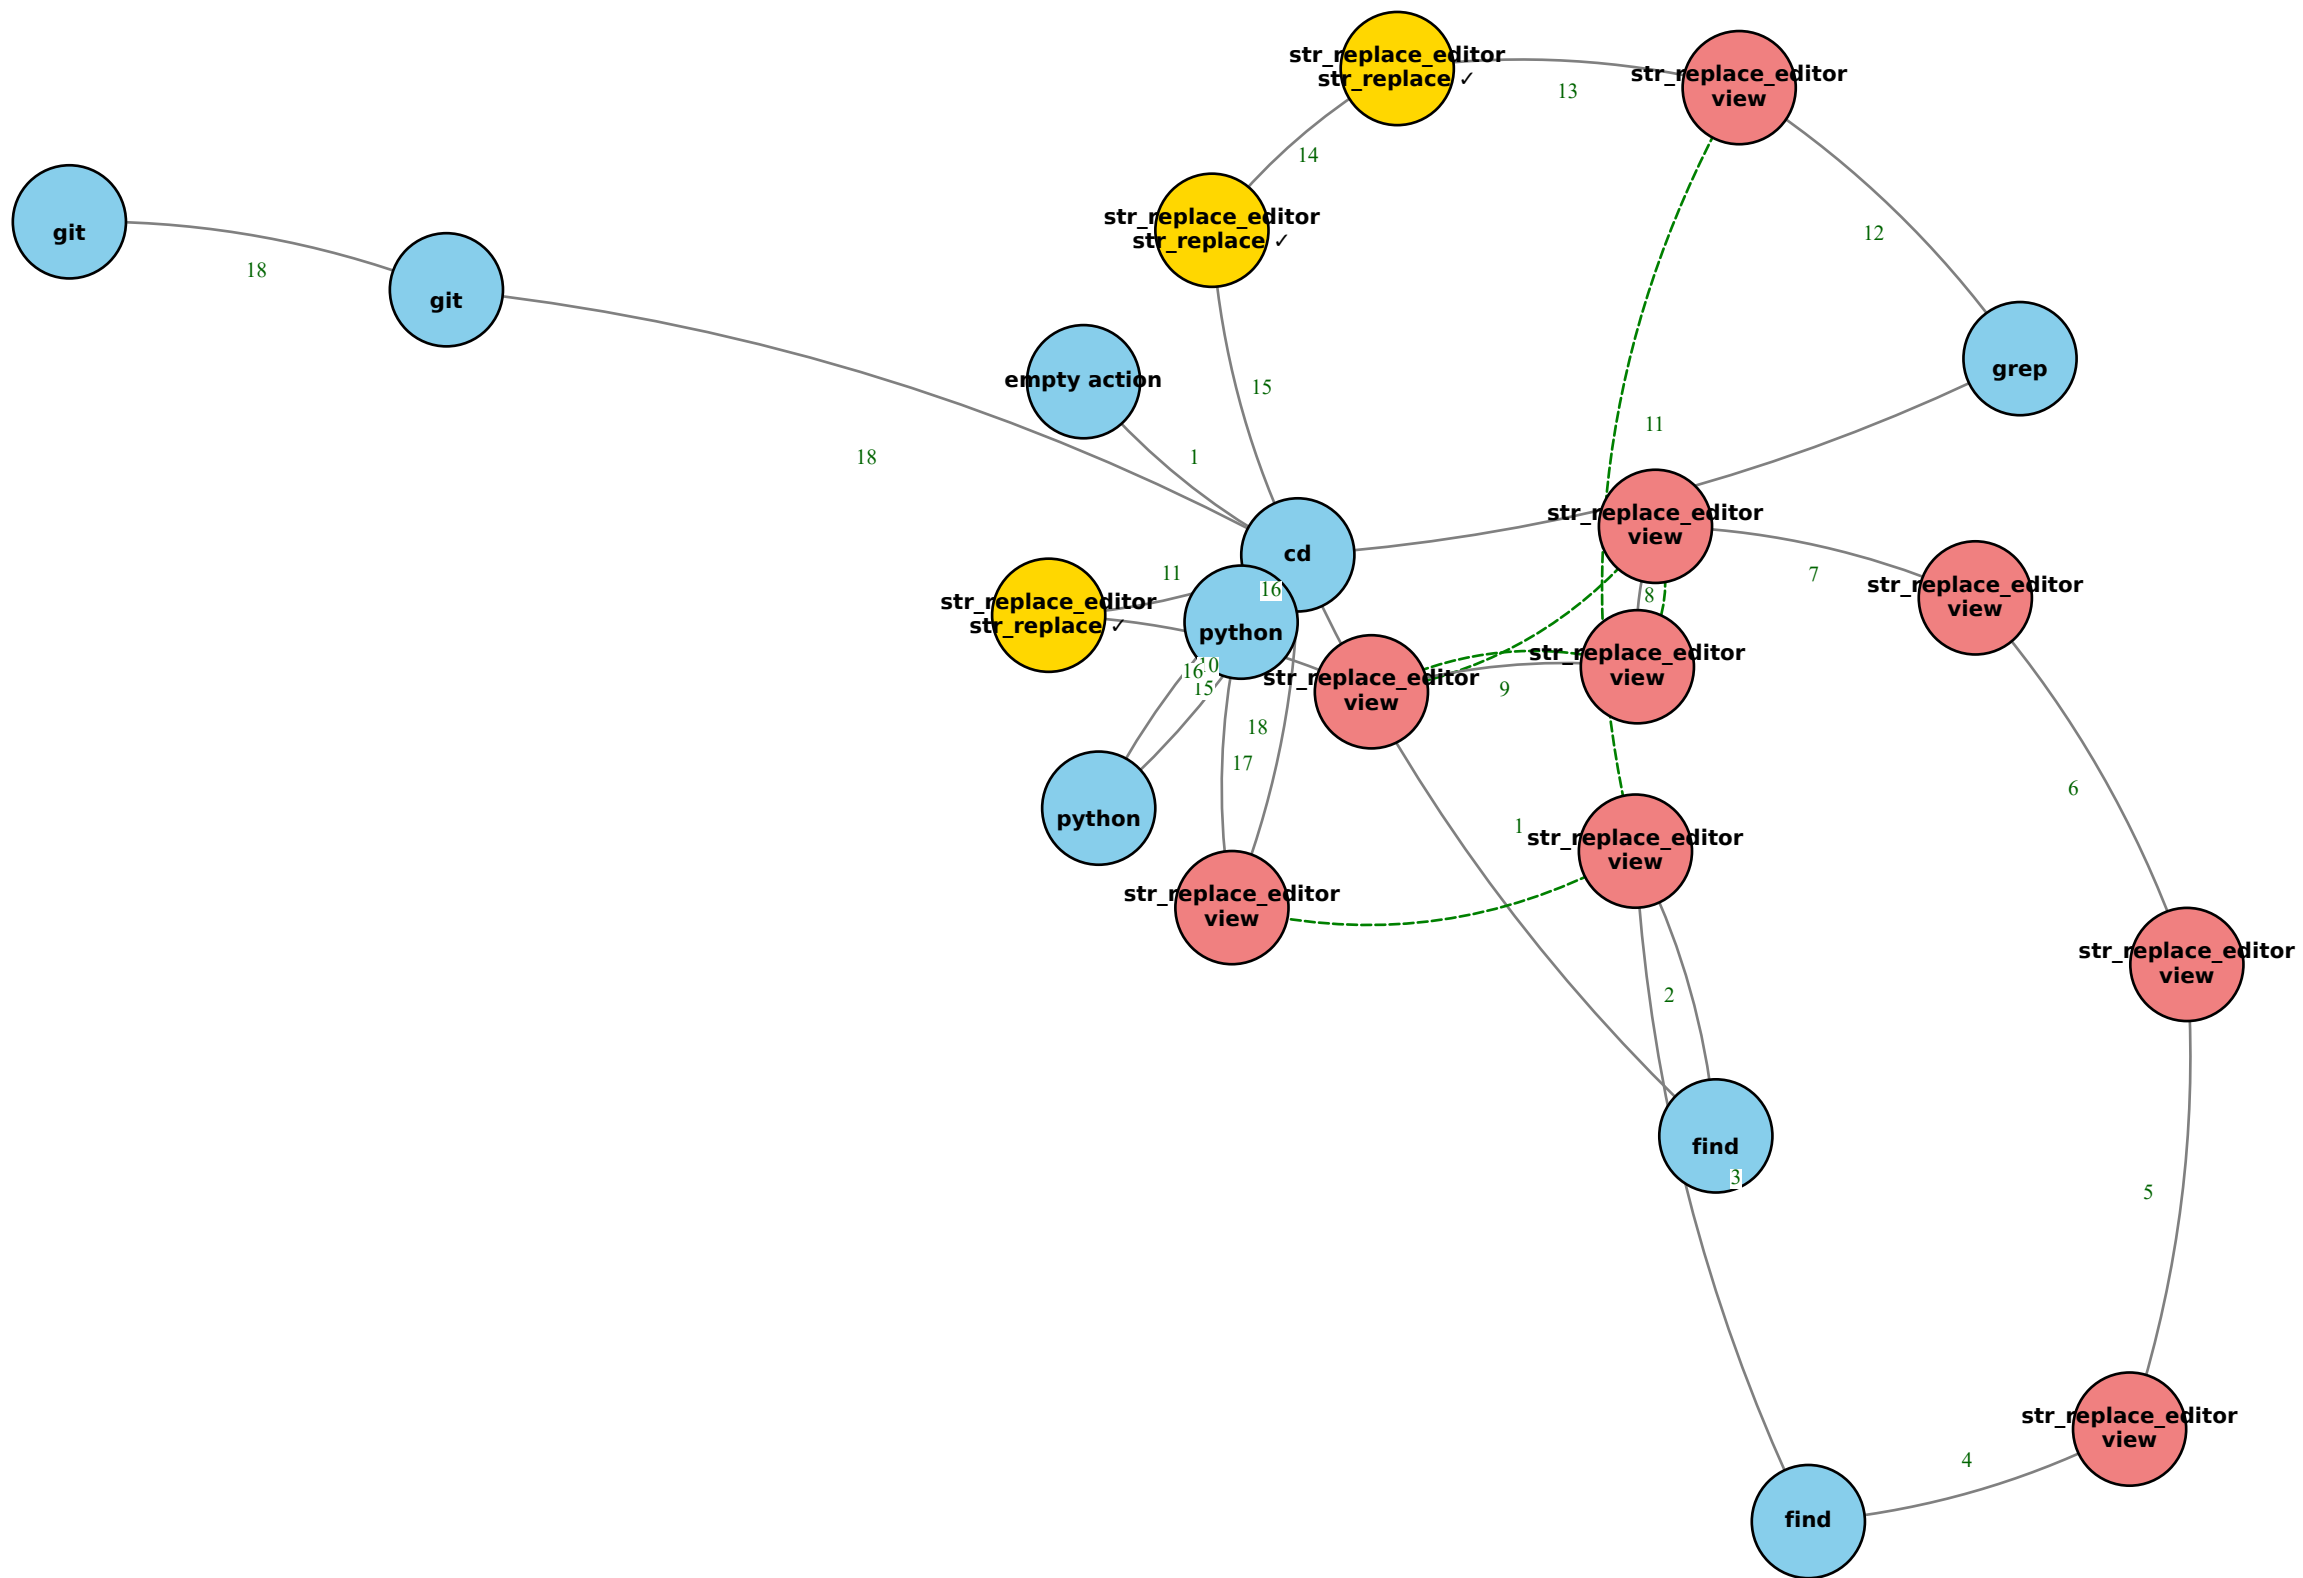 str_replace_editor
str_replace ✓
str_replace_editor
view
13
14
12
str_replace_editor
str_replace ✓
git
git
18
18
empty action
grep
15
11
1
cd
str_replace_editor
view
7
8
str_replace_editor
view
11
16
str_replace_editor
str_replace ✓
python
str_replace_editor
view
str_replace_editor
view
9
10
16
15
18
17
6
python
1
str_replace_editor
view
str_replace_editor
view
str_replace_editor
view
2
find
3
5
str_replace_editor
view
4
find